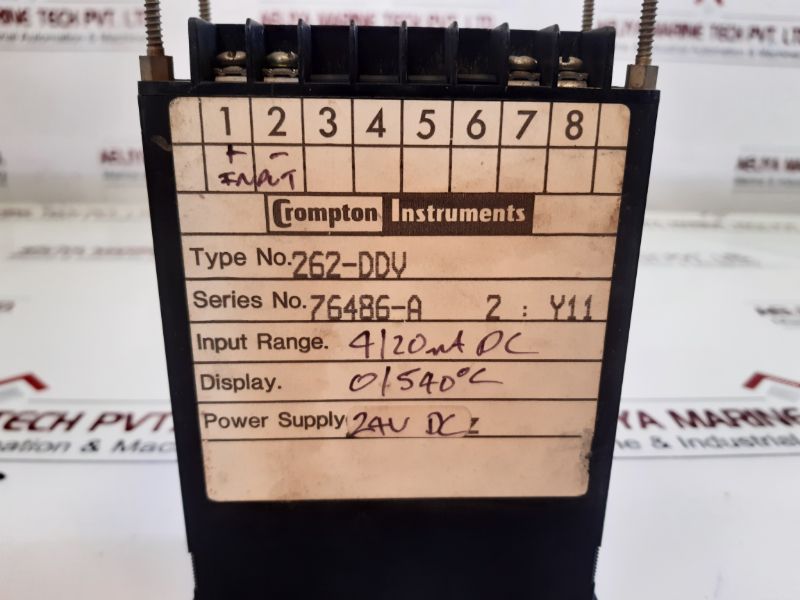 1 2 3 4 5 6 7 8
+ -
INPUT
Crompton Instruments
Type No. 262-DDV
Series No. 76486-A 2 : Y11
Input Range. 4/20mA DC
Display. 0/540°C
Power Supply 24V DC